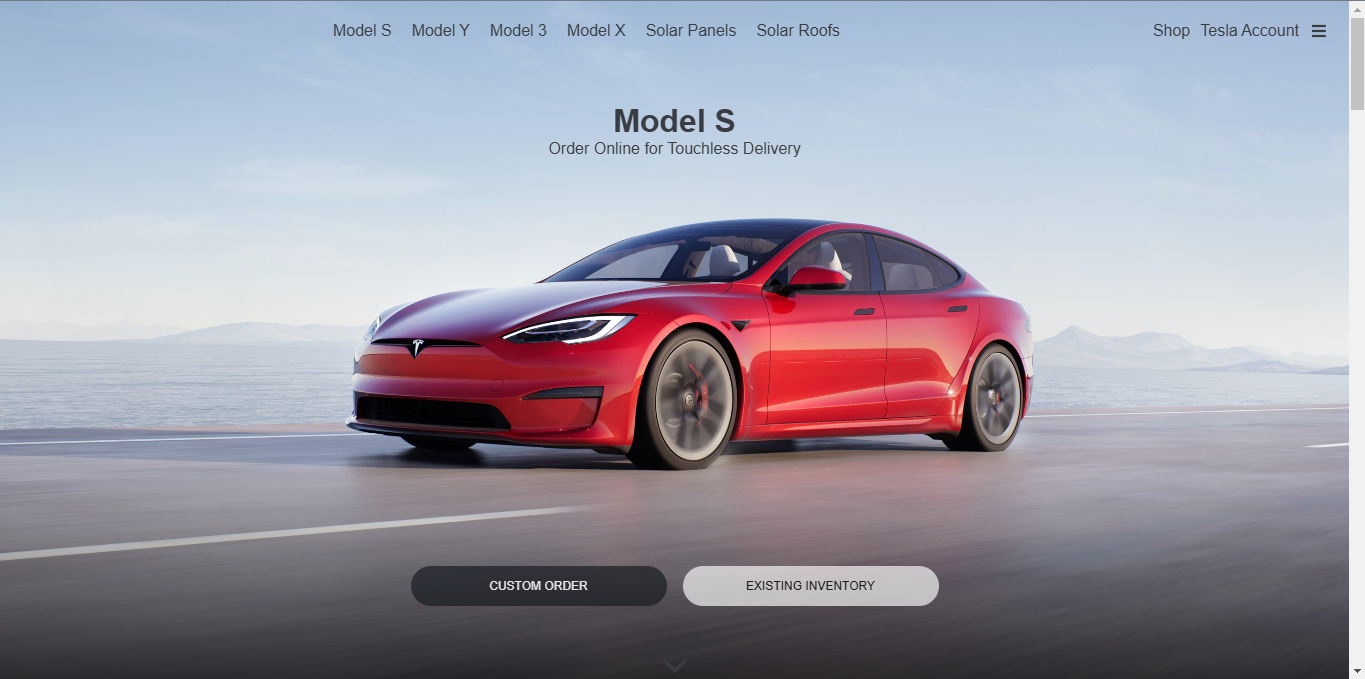 Model S Model Y Model 3 Model X Solar Panels Solar Roofs Shop Tesla Account
Model S
Order Online for Touchless Delivery
CUSTOM ORDER EXISTING INVENTORY